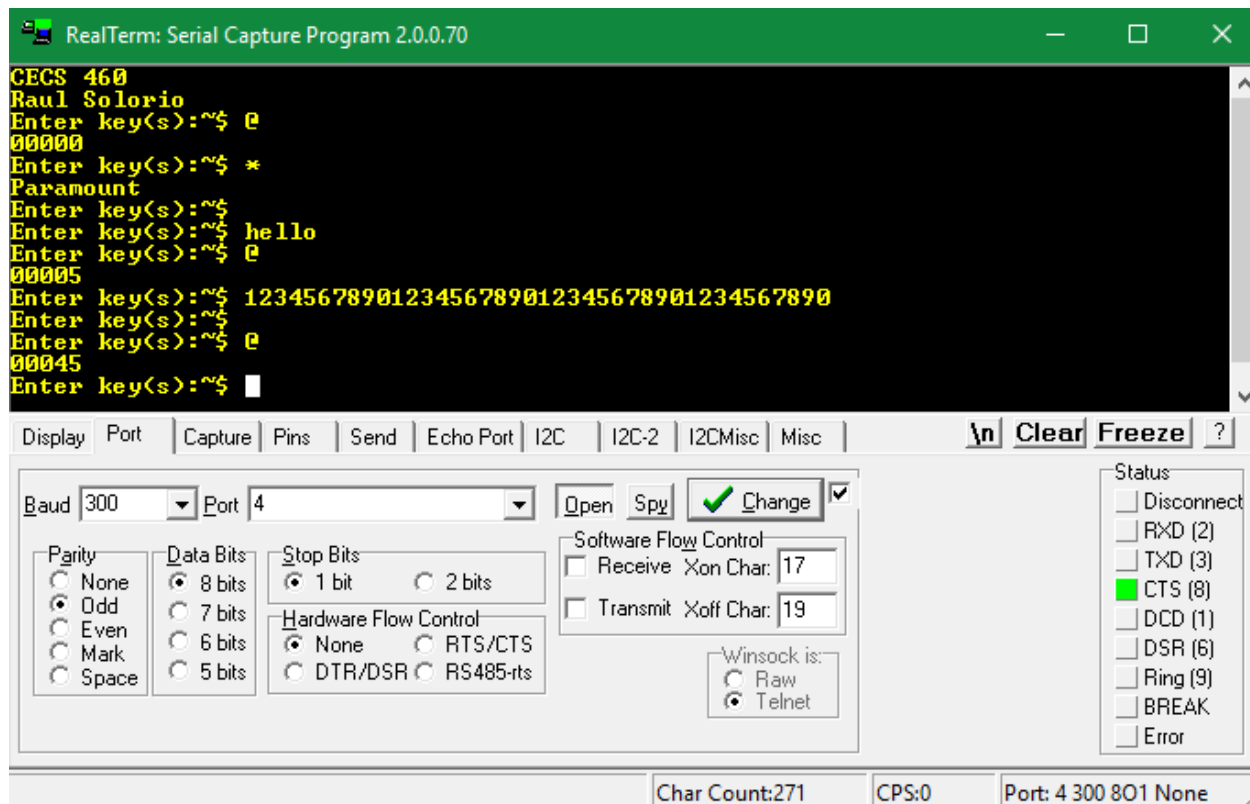 RealTerm: Serial Capture Program 2.0.0.70
CECS 460
Raul Solorio
Enter key(s):~$ @
00000
Enter key(s):~$ *
Paramount
Enter key(s):~$
Enter key(s):~$ hello
Enter key(s):~$ @
00005
Enter key(s):~$ 1234567890123456789012345678901234567890
Enter key(s):~$
Enter key(s):~$ @
00045
Enter key(s):~$
Display Port Capture Pins Send Echo Port I2C I2C-2 I2CMisc Misc \n Clear Freeze ?
Baud 300 Port 4 Open Spy Change
Parity
None
Odd
Even
Mark
Space
Data Bits
8 bits
7 bits
6 bits
5 bits
Stop Bits
1 bit 2 bits
Hardware Flow Control
None RTS/CTS
DTR/DSR RS485-rts
Software Flow Control
Receive Xon Char: 17
Transmit Xoff Char: 19
Winsock is:
Raw
Telnet
Status
Disconnect
RXD (2)
TXD (3)
CTS (8)
DCD (1)
DSR (6)
Ring (9)
BREAK
Error
Char Count:271 CPS:0 Port: 4 300 8O1 None